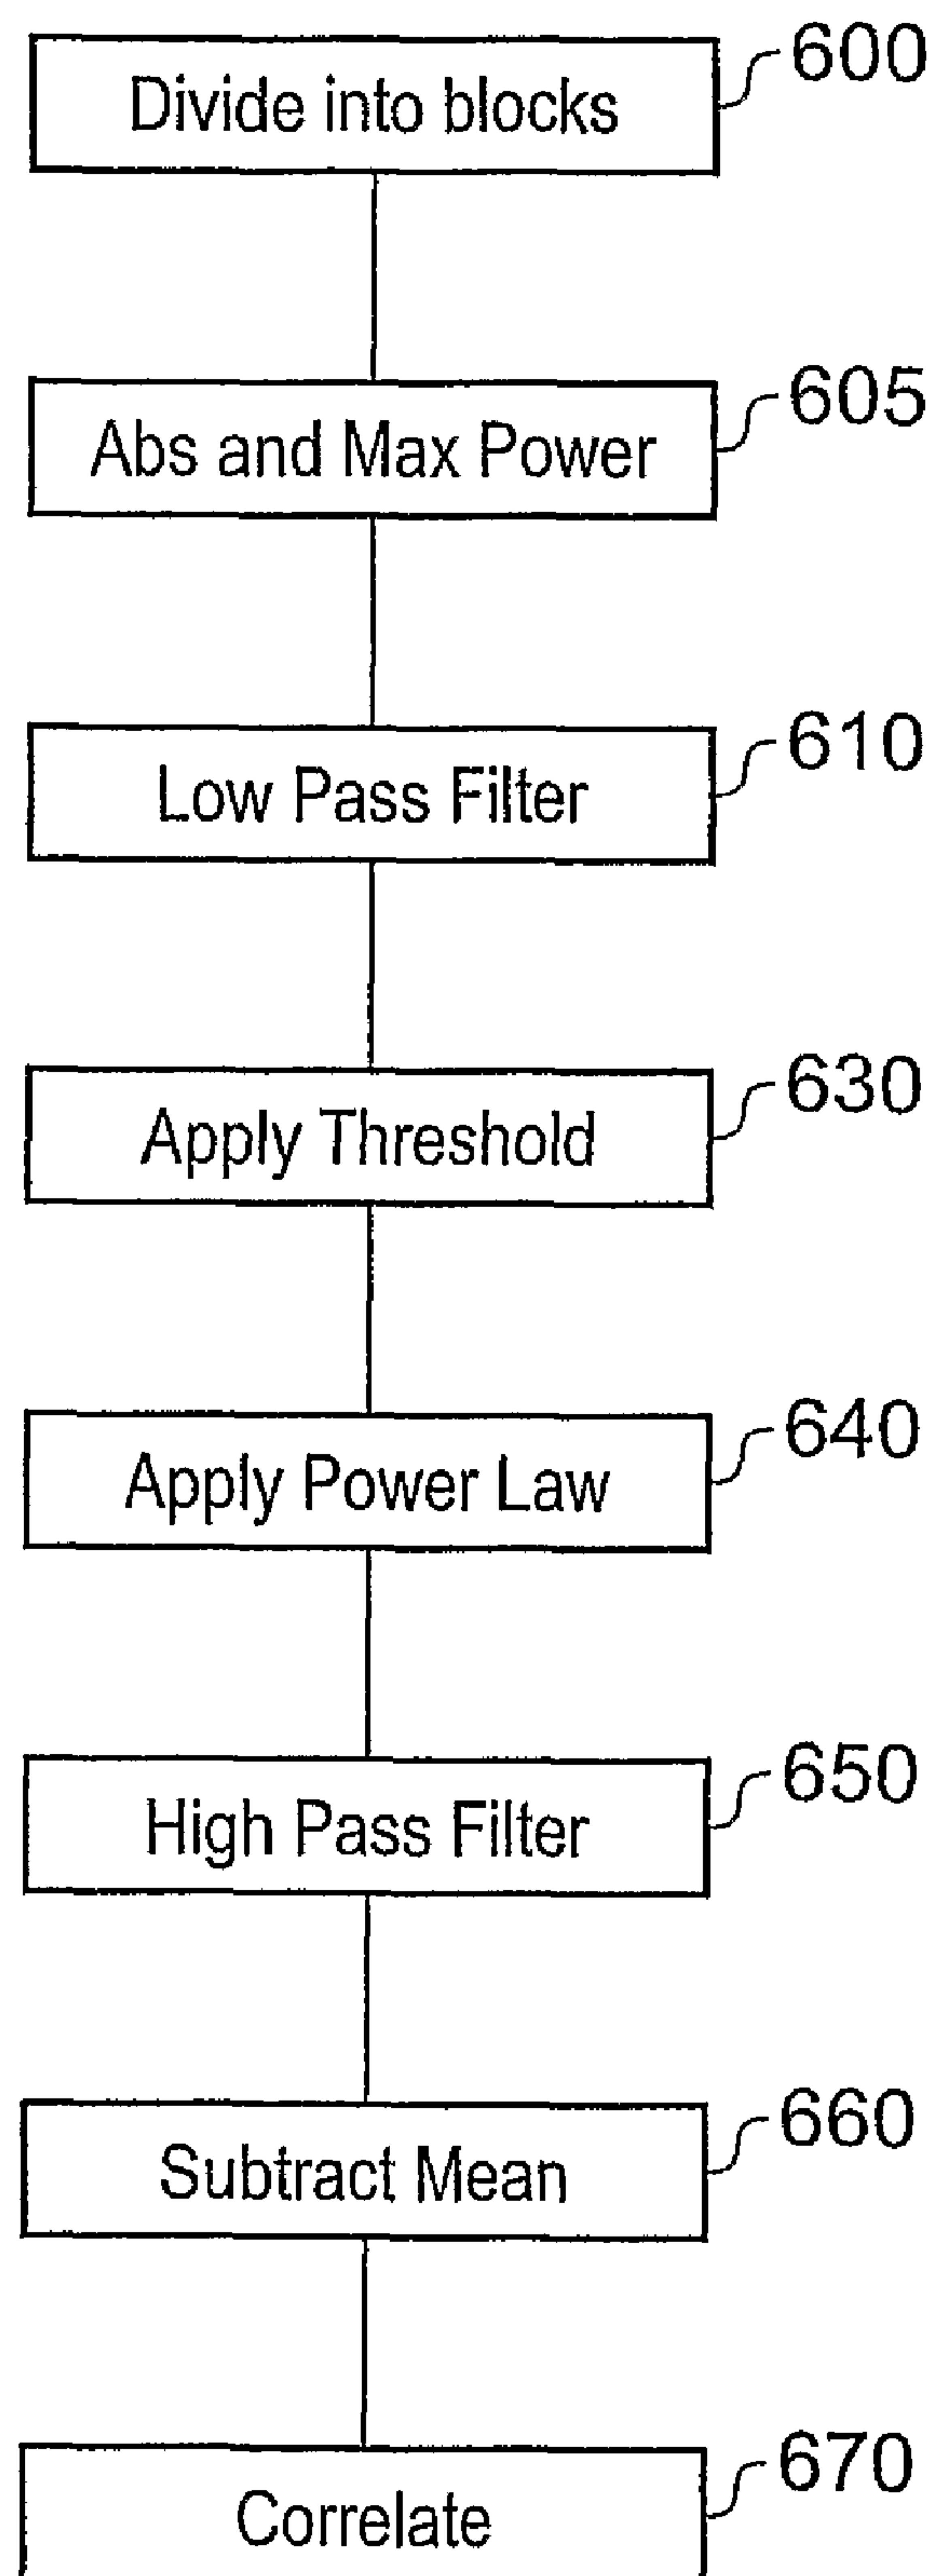 Divide into blocks 600
Abs and Max Power 605
Low Pass Filter 610
Apply Threshold 630
Apply Power Law 640
High Pass Filter 650
Subtract Mean 660
Correlate 670